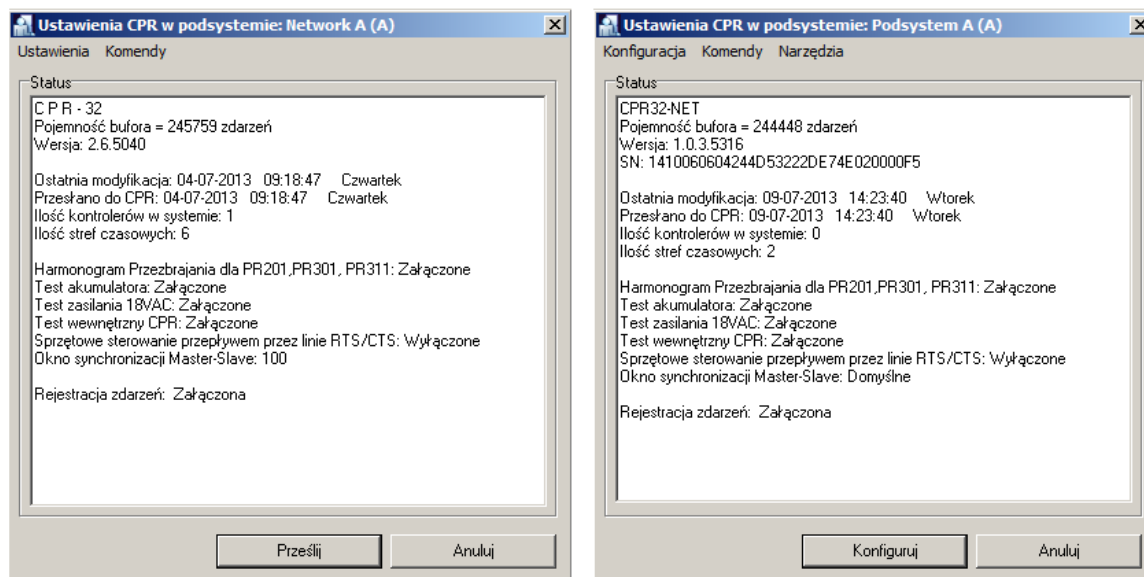 Ustawienia CPR w podsystemie: Network A (A)
Ustawienia Komendy
Status
C P R - 32
Pojemność bufora = 245759 zdarzeń
Wersja: 2.6.5040
Ostatnia modyfikacja: 04-07-2013 09:18:47 Czwartek
Przesłano do CPR: 04-07-2013 09:18:47 Czwartek
Ilość kontrolerów w systemie: 1
Ilość stref czasowych: 6
Harmonogram Przezbrajania dla PR201,PR301, PR311: Załączone
Test akumulatora: Załączone
Test zasilania 18VAC: Załączone
Test wewnętrzny CPR: Załączone
Sprzętowe sterowanie przepływem przez linie RTS/CTS: Wyłączone
Okno synchronizacji Master-Slave: 100
Rejestracja zdarzeń: Załączona
Prześlij Anuluj
Ustawienia CPR w podsystemie: Podsystem A (A)
Konfiguracja Komendy Narzędzia
Status
CPR32-NET
Pojemność bufora = 244448 zdarzeń
Wersja: 1.0.3.5316
SN: 1410060604244D53222DE74E020000F5
Ostatnia modyfikacja: 09-07-2013 14:23:40 Wtorek
Przesłano do CPR: 09-07-2013 14:23:40 Wtorek
Ilość kontrolerów w systemie: 0
Ilość stref czasowych: 2
Harmonogram Przezbrajania dla PR201,PR301, PR311: Załączone
Test akumulatora: Załączone
Test zasilania 18VAC: Załączone
Test wewnętrzny CPR: Załączone
Sprzętowe sterowanie przepływem przez linie RTS/CTS: Wyłączone
Okno synchronizacji Master-Slave: Domyślne
Rejestracja zdarzeń: Załączona
Konfiguruj Anuluj